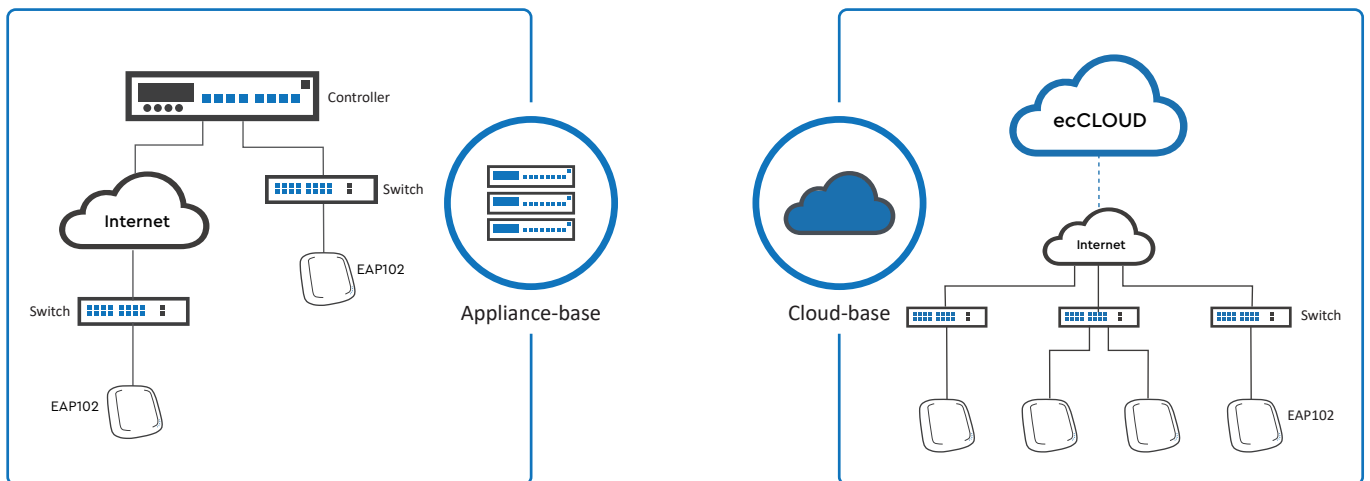 Controller
Switch
Internet
EAP102
Switch
EAP102
Appliance-base
ecCLOUD
Internet
Cloud-base
Switch
EAP102